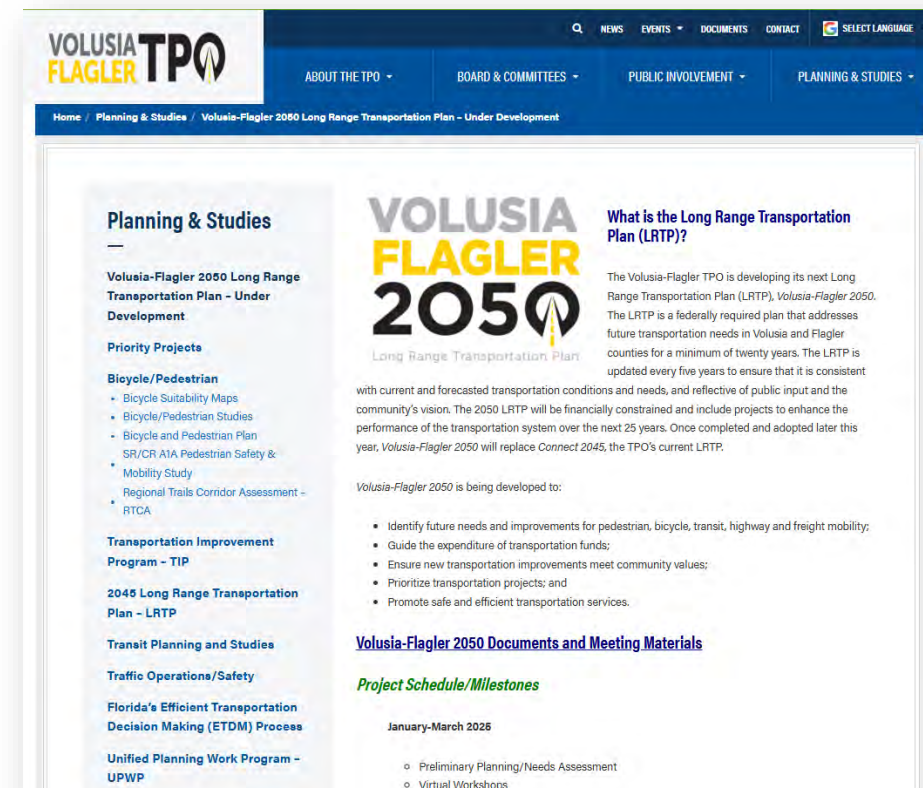 VOLUSIA
FLAGLER
TPO
NEWS EVENTS DOCUMENTS CONTACT SELECT LANGUAGE
ABOUT THE TPO BOARD & COMMITTEES PUBLIC INVOLVEMENT PLANNING & STUDIES
Home / Planning & Studies / Volusia-Flagler 2050 Long Range Transportation Plan – Under Development
Planning & Studies
Volusia-Flagler 2050 Long Range
Transportation Plan – Under
Development
Priority Projects
Bicycle/Pedestrian
• Bicycle Suitability Maps
• Bicycle/Pedestrian Studies
• Bicycle and Pedestrian Plan
• SR/CR A1A Pedestrian Safety &
Mobility Study
• Regional Trails Corridor Assessment –
RTCA
Transportation Improvement
Program – TIP
2045 Long Range Transportation
Plan – LRTP
Transit Planning and Studies
Traffic Operations/Safety
Florida's Efficient Transportation
Decision Making (ETDM) Process
Unified Planning Work Program –
UPWP
VOLUSIA
FLAGLER
2050
Long Range Transportation Plan
What is the Long Range Transportation
Plan (LRTP)?
The Volusia-Flagler TPO is developing its next Long
Range Transportation Plan (LRTP), Volusia-Flagler 2050.
The LRTP is a federally required plan that addresses
future transportation needs in Volusia and Flagler
counties for a minimum of twenty years. The LRTP is
updated every five years to ensure that it is consistent
with current and forecasted transportation conditions and needs, and reflective of public input and the
community's vision. The 2050 LRTP will be financially constrained and include projects to enhance the
performance of the transportation system over the next 25 years. Once completed and adopted later this
year, Volusia-Flagler 2050 will replace Connect 2045, the TPO's current LRTP.
Volusia-Flagler 2050 is being developed to:
• Identify future needs and improvements for pedestrian, bicycle, transit, highway and freight mobility;
• Guide the expenditure of transportation funds;
• Ensure new transportation improvements meet community values;
• Prioritize transportation projects; and
• Promote safe and efficient transportation services.
Volusia-Flagler 2050 Documents and Meeting Materials
Project Schedule/Milestones
January-March 2025
○ Preliminary Planning/Needs Assessment
○ Virtual Workshops